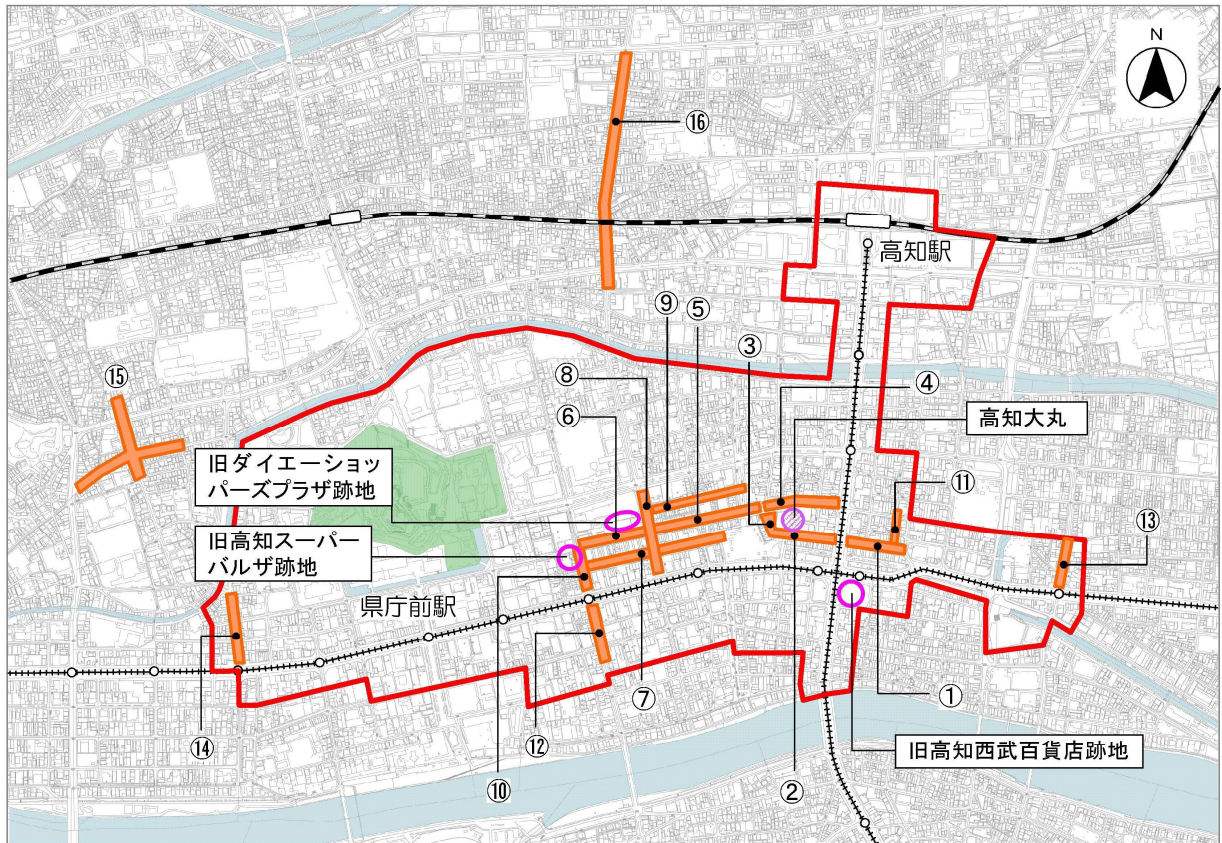 N
⑯
高知駅
⑨
⑤
③
⑧
④
⑮
⑥
高知大丸
旧ダイエーショッ
パーズプラザ跡地
⑪
⑬
旧高知スーパー
バルザ跡地
県庁前駅
⑦
①
⑭
⑫
旧高知西武百貨店跡地
②
⑩